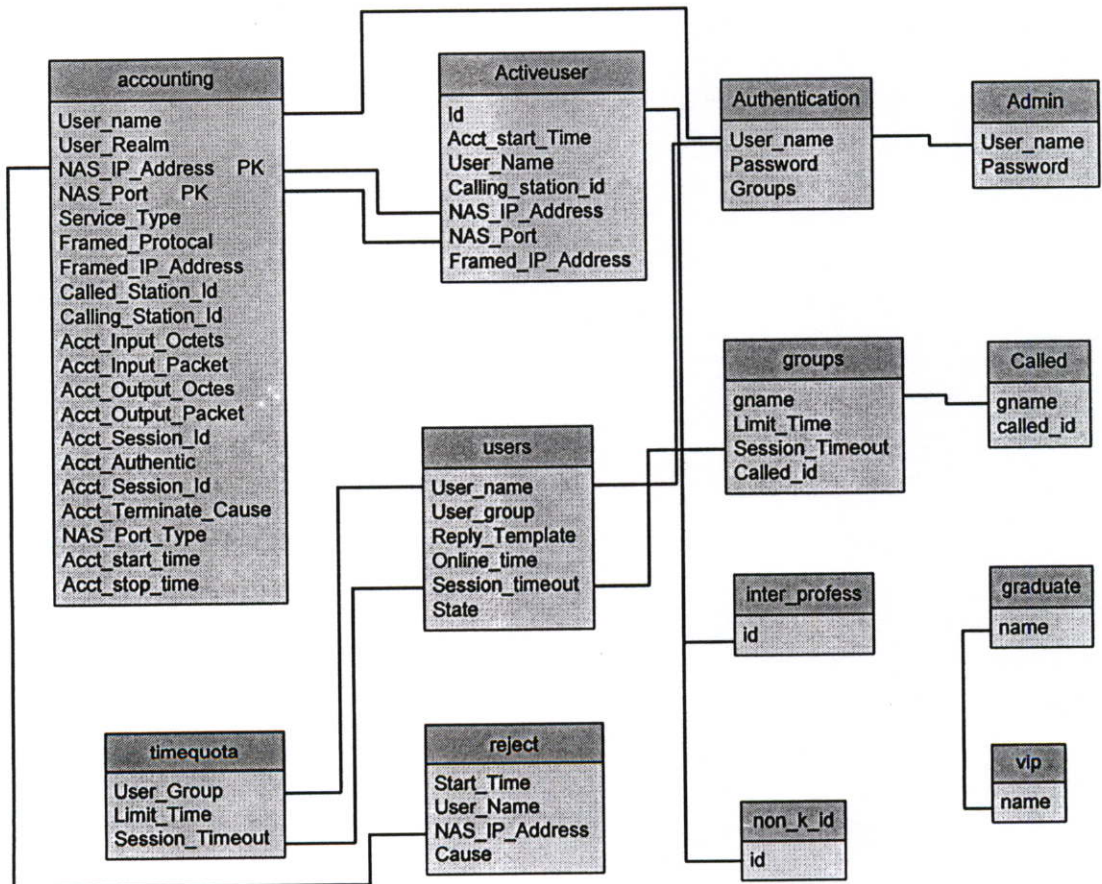 accounting
User_name
User_Realm
NAS_IP_Address PK
NAS_Port PK
Service_Type
Framed_Protocal
Framed_IP_Address
Called_Station_Id
Calling_Station_Id
Acct_Input_Octets
Acct_Input_Packet
Acct_Output_Octes
Acct_Output_Packet
Acct_Session_Id
Acct_Authentic
Acct_Session_Id
Acct_Terminate_Cause
NAS_Port_Type
Acct_start_time
Acct_stop_time
Activeuser
Id
Acct_start_Time
User_Name
Calling_station_id
NAS_IP_Address
NAS_Port
Framed_IP_Address
Authentication
User_name
Password
Groups
Admin
User_name
Password
groups
gname
Limit_Time
Session_Timeout
Called_id
Called
gname
called_id
users
User_name
User_group
Reply_Template
Online_time
Session_timeout
State
inter_profess
id
graduate
name
timequota
User_Group
Limit_Time
Session_Timeout
reject
Start_Time
User_Name
NAS_IP_Address
Cause
non_k_id
id
vip
name